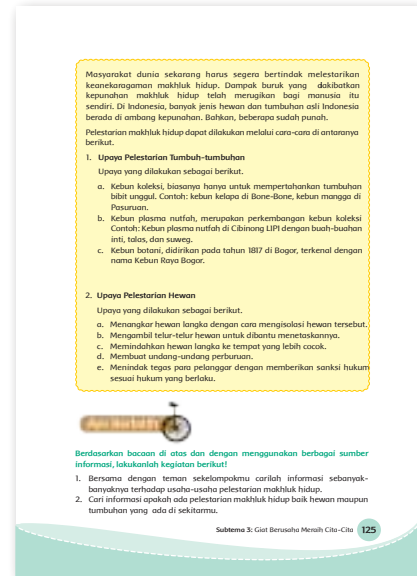 Masyarakat dunia sekarang harus segera bertindak melestarikan
keanekaragaman makhluk hidup. Dampak buruk yang dakibatkan
kepunahan makhluk hidup telah merugikan bagi manusia itu
sendiri. Di Indonesia, banyak jenis hewan dan tumbuhan asli Indonesia
berada di ambang kepunahan. Bahkan, beberapa sudah punah.
Pelestarian makhluk hidup dapat dilakukan melalui cara-cara di antaranya
berikut.
1. Upaya Pelestarian Tumbuh-tumbuhan
Upaya yang dilakukan sebagai berikut.
a. Kebun koleksi, biasanya hanya untuk mempertahankan tumbuhan
bibit unggul. Contoh: kebun kelapa di Bone-Bone, kebun mangga di
Pasuruan.
b. Kebun plasma nutfah, merupakan perkembangan kebun koleksi
Contoh: Kebun plasma nutfah di Cibinong LIPI dengan buah-buahan
inti, talas, dan suweg.
c. Kebun botani, didirikan pada tahun 1817 di Bogor, terkenal dengan
nama Kebun Raya Bogor.
2. Upaya Pelestarian Hewan
Upaya yang dilakukan sebagai berikut.
a. Menangkar hewan langka dengan cara mengisolasi hewan tersebut.
b. Mengambil telur-telur hewan untuk dibantu menetaskannya.
c. Memindahkan hewan langka ke tempat yang lebih cocok.
d. Membuat undang-undang perburuan.
e. Menindak tegas para pelanggar dengan memberikan sanksi hukum
sesuai hukum yang berlaku.
Berdasarkan bacaan di atas dan dengan menggunakan berbagai sumber
informasi, lakukanlah kegiatan berikut!
1. Bersama dengan teman sekelompokmu carilah informasi sebanyak-
banyaknya terhadap usaha-usaha pelestarian makhluk hidup.
2. Cari informasi apakah ada pelestarian makhluk hidup baik hewan maupun
tumbuhan yang ada di sekitarmu.
Subtema 3: Giat Berusaha Meraih Cita-Cita 125